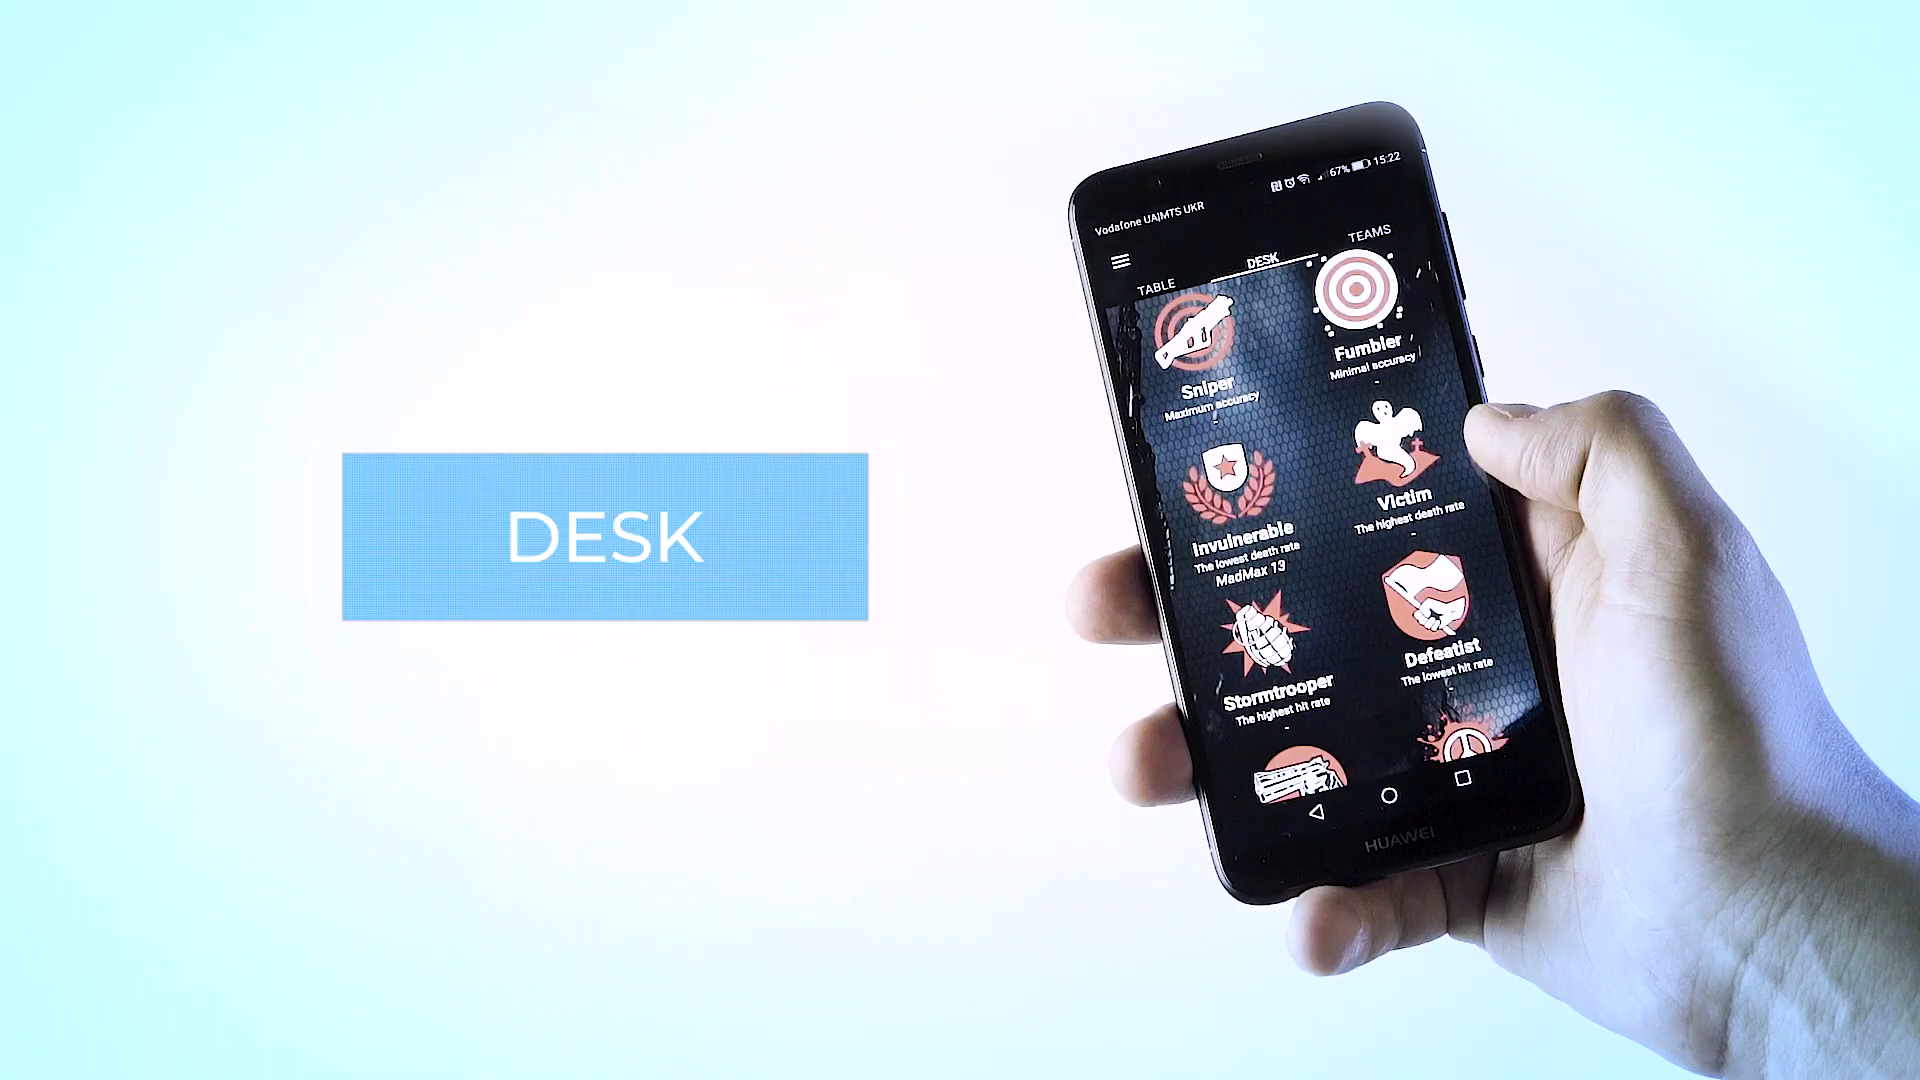 DESK
67% 15:22
Vodafone UA|MTS UKR
TABLE
DESK
TEAMS
Sniper
Maximum accuracy
-
Fumbler
Minimal accuracy
-
Invulnerable
The lowest death rate
MadMax 13
Victim
The highest death rate
-
Stormtrooper
The highest hit rate
-
Defeatist
The lowest hit rate
-
HUAWEI